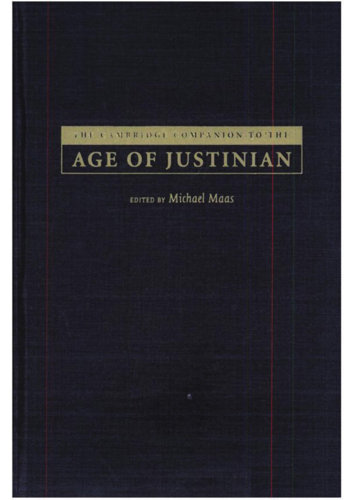 THE CAMBRIDGE COMPANION TO THE
AGE OF JUSTINIAN
EDITED BY Michael Maas